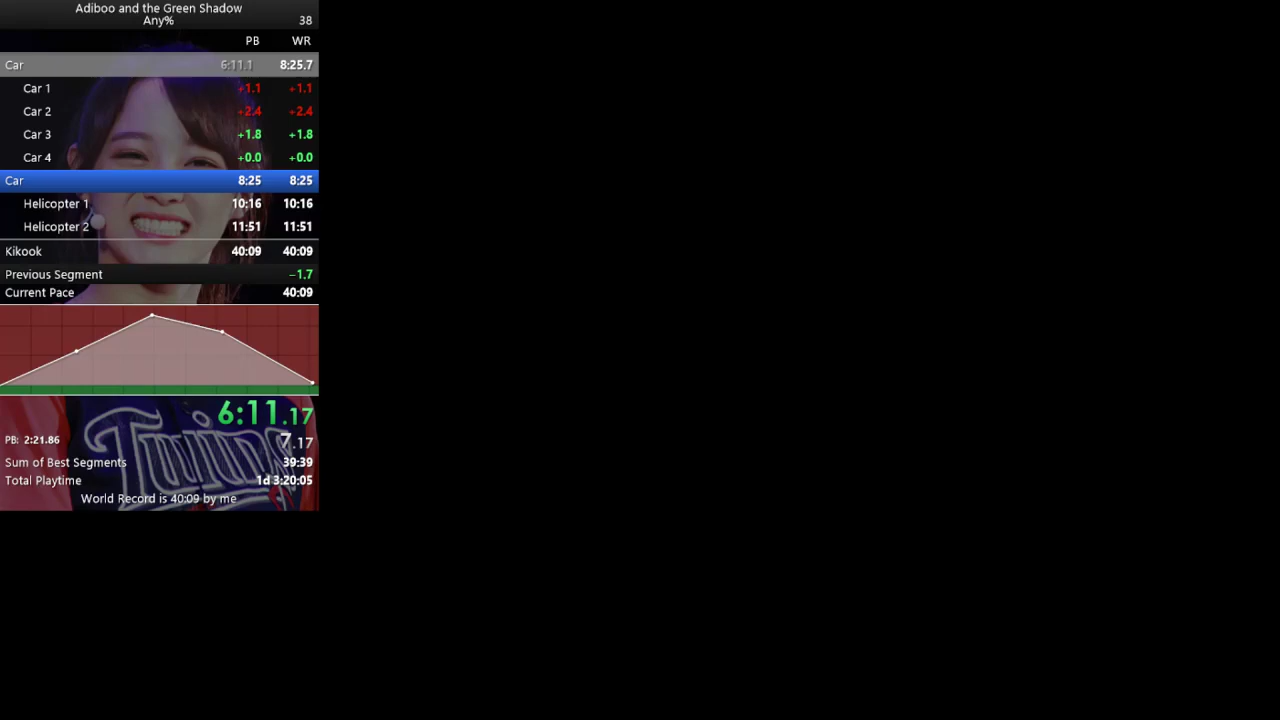 Adiboo and the Green Shadow
Any% 38
PB WR
Car 6:11.1 8:25.7
Car 1 +1.1 +1.1
Car 2 +2.4 +2.4
Car 3 +1.8 +1.8
Car 4 +0.0 +0.0
Car 8:25 8:25
Helicopter 1 10:16 10:16
Helicopter 2 11:51 11:51
Kikook 40:09 40:09
Previous Segment −1.7
Current Pace 40:09
6:11.17
PB: 2:21.86 7.17
Twins
Sum of Best Segments 39:39
Total Playtime 1d 3:20:05
World Record is 40:09 by me